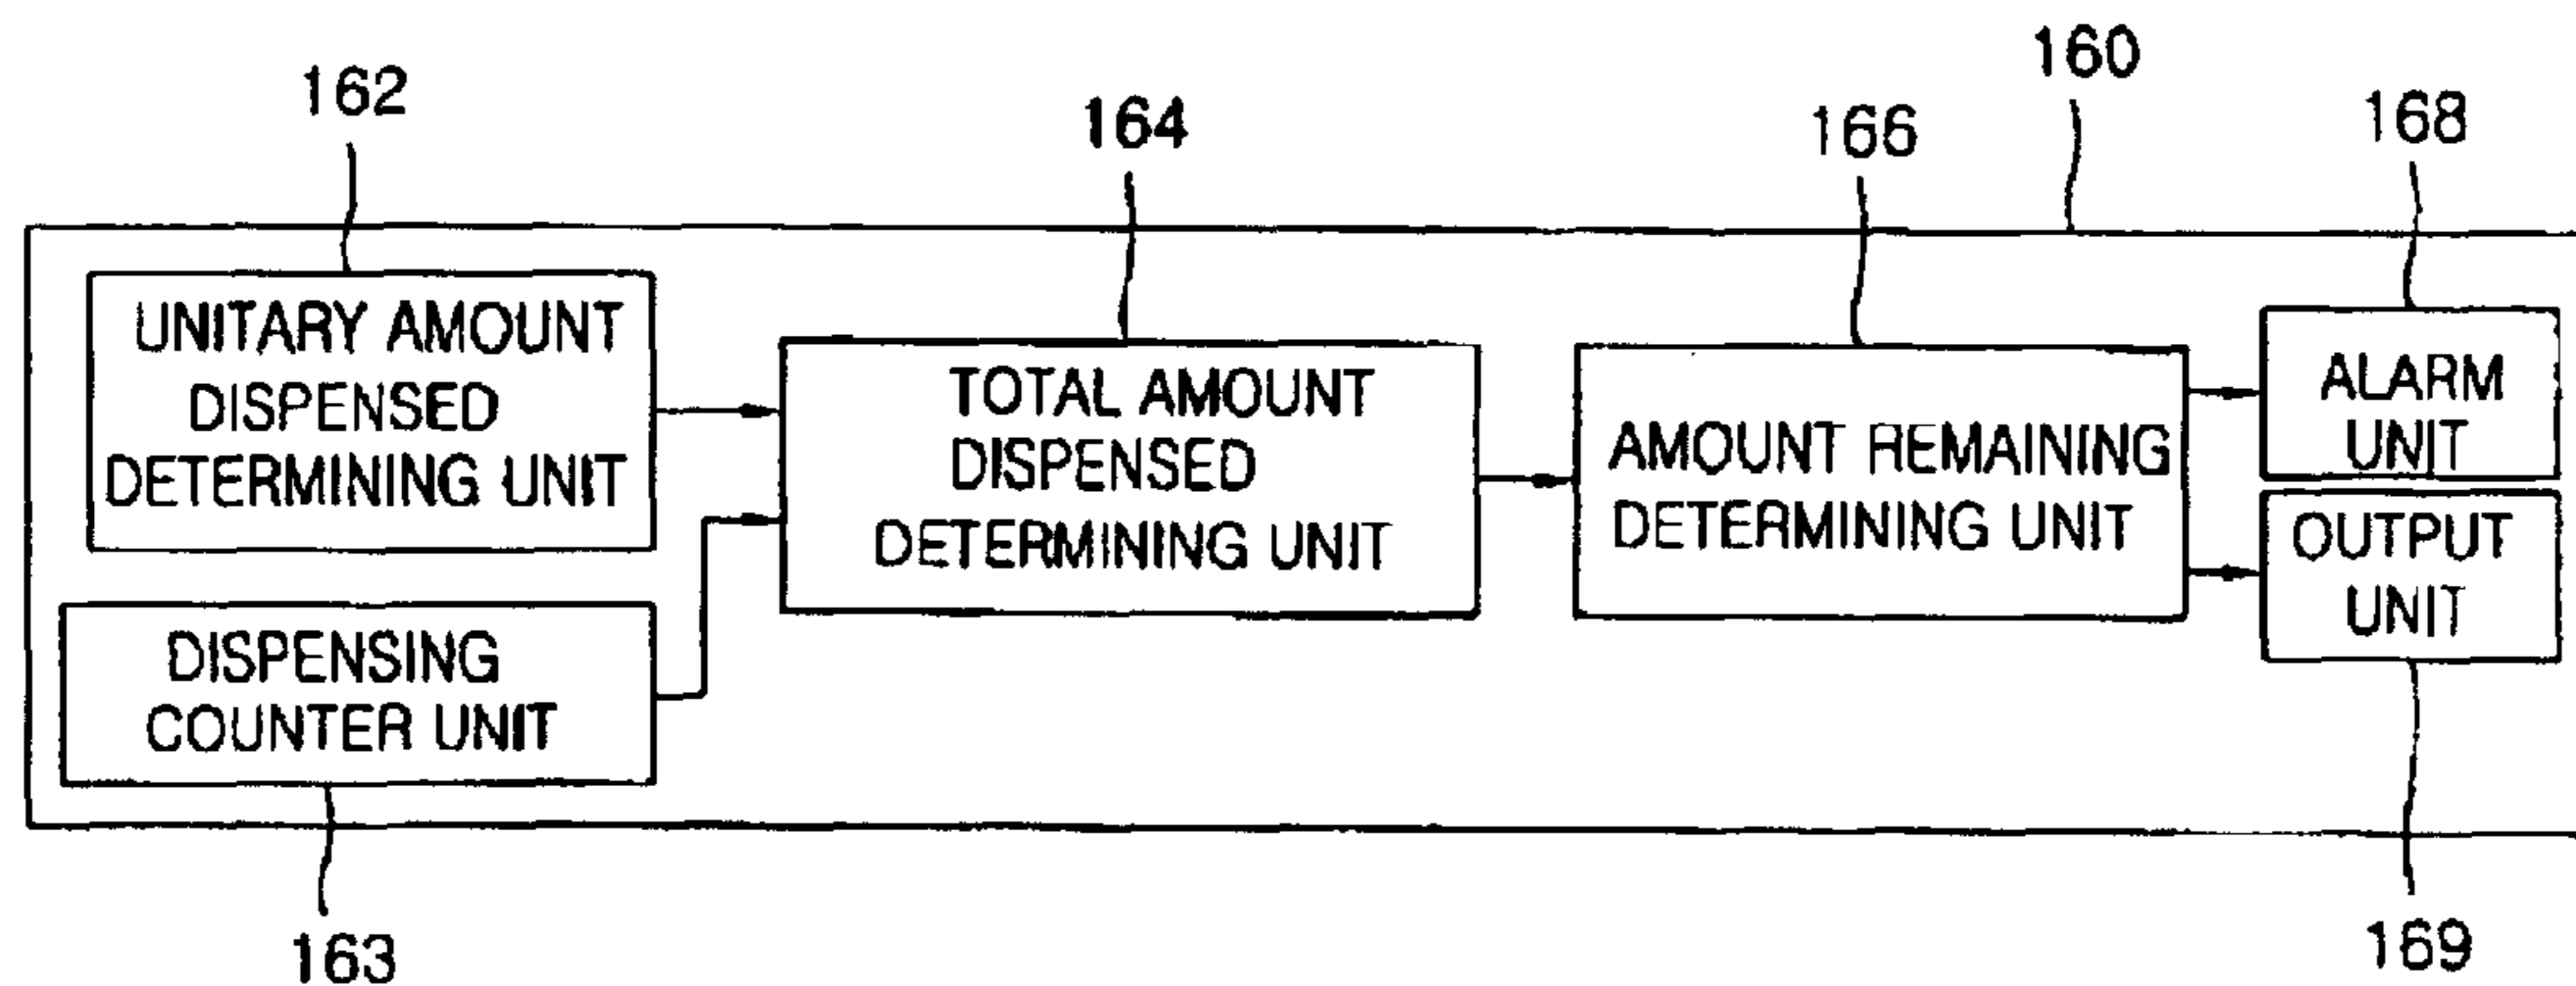 160
162
164
166
168
UNITARY AMOUNT
DISPENSED
DETERMINING UNIT
TOTAL AMOUNT
DISPENSED
DETERMINING UNIT
AMOUNT REMAINING
DETERMINING UNIT
ALARM
UNIT
OUTPUT
UNIT
DISPENSING
COUNTER UNIT
163
169